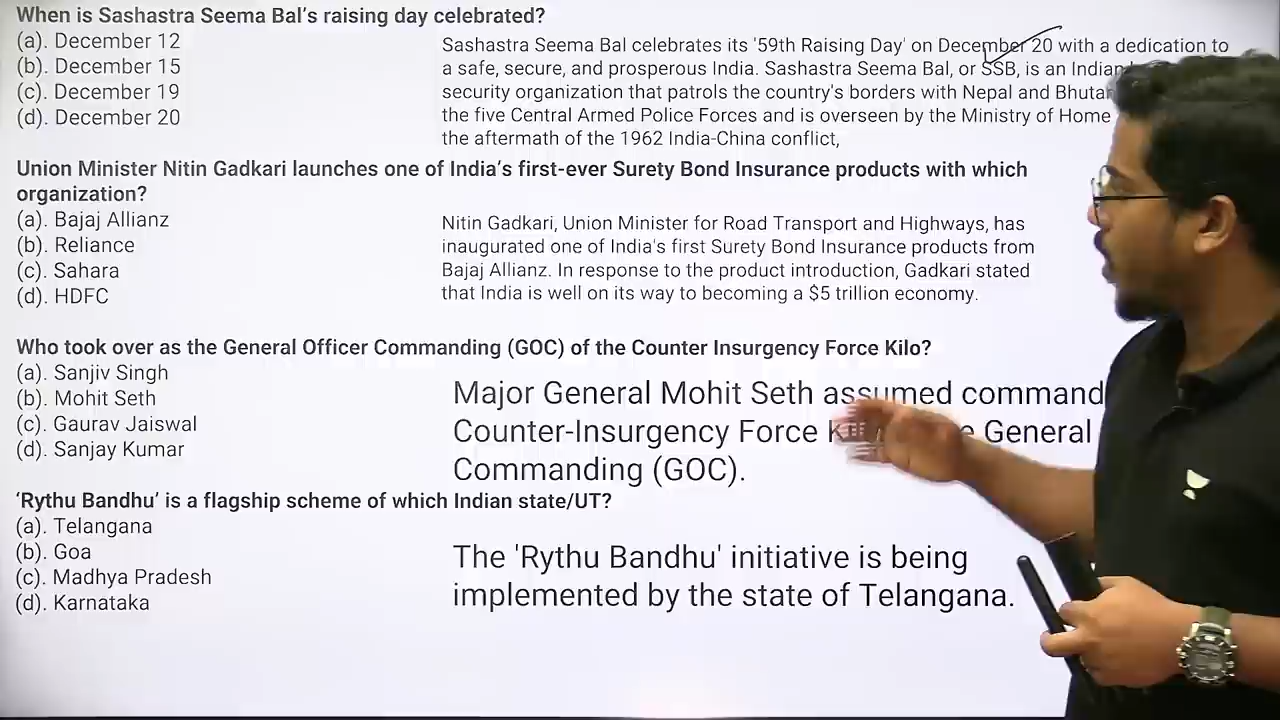 When is Sashastra Seema Bal’s raising day celebrated?
(a). December 12
(b). December 15
(c). December 19
(d). December 20
Sashastra Seema Bal celebrates its '59th Raising Day' on December 20 with a dedication to
a safe, secure, and prosperous India. Sashastra Seema Bal, or SSB, is an Indian
security organization that patrols the country's borders with Nepal and Bhutan
the five Central Armed Police Forces and is overseen by the Ministry of Home
the aftermath of the 1962 India-China conflict,
Union Minister Nitin Gadkari launches one of India’s first-ever Surety Bond Insurance products with which
organization?
(a). Bajaj Allianz
(b). Reliance
(c). Sahara
(d). HDFC
Nitin Gadkari, Union Minister for Road Transport and Highways, has
inaugurated one of India's first Surety Bond Insurance products from
Bajaj Allianz. In response to the product introduction, Gadkari stated
that India is well on its way to becoming a $5 trillion economy.
Who took over as the General Officer Commanding (GOC) of the Counter Insurgency Force Kilo?
(a). Sanjiv Singh
(b). Mohit Seth
(c). Gaurav Jaiswal
(d). Sanjay Kumar
Major General Mohit Seth assumed command
Counter-Insurgency Force General
Commanding (GOC).
‘Rythu Bandhu’ is a flagship scheme of which Indian state/UT?
(a). Telangana
(b). Goa
(c). Madhya Pradesh
(d). Karnataka
The 'Rythu Bandhu' initiative is being
implemented by the state of Telangana.